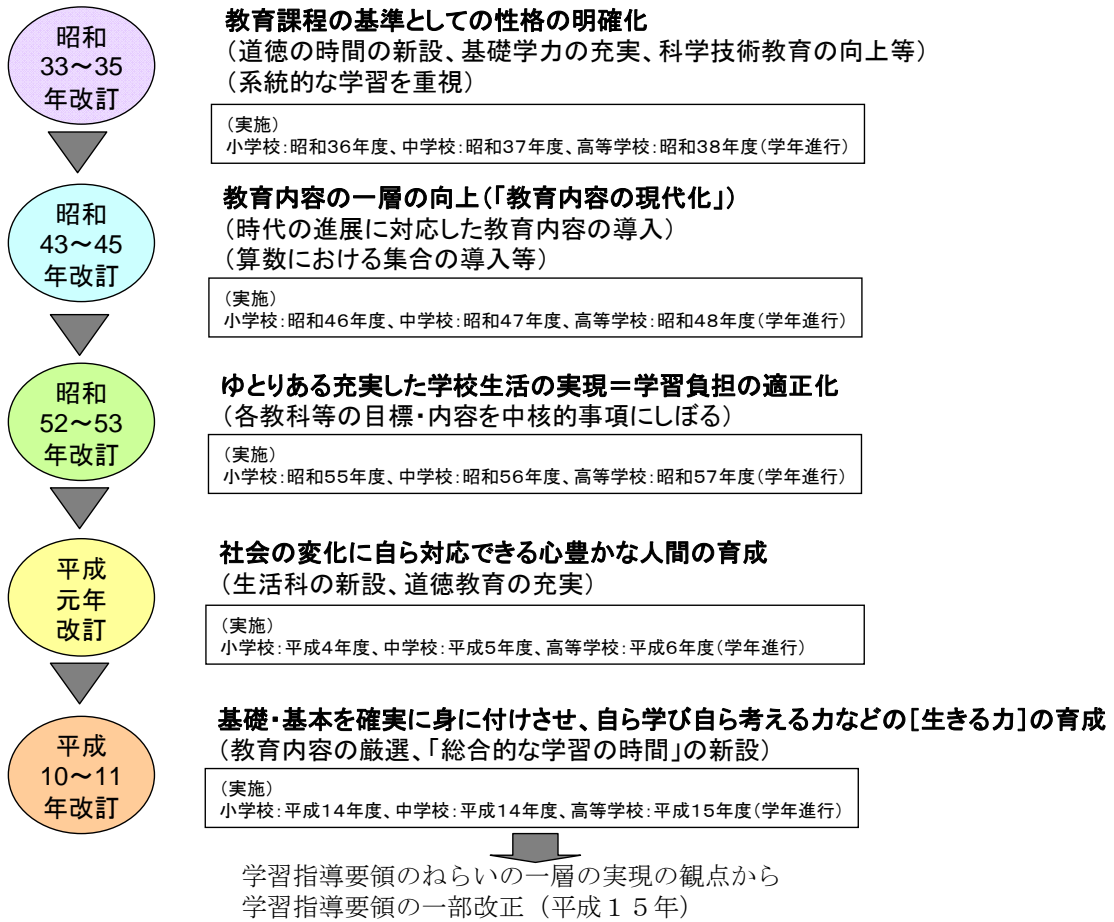 昭和
33~35
年改訂
教育課程の基準としての性格の明確化
(道徳の時間の新設、基礎学力の充実、科学技術教育の向上等)
(系統的な学習を重視)
(実施)
小学校:昭和36年度、中学校:昭和37年度、高等学校:昭和38年度(学年進行)
昭和
43~45
年改訂
教育内容の一層の向上(「教育内容の現代化」)
(時代の進展に対応した教育内容の導入)
(算数における集合の導入等)
(実施)
小学校:昭和46年度、中学校:昭和47年度、高等学校:昭和48年度(学年進行)
昭和
52~53
年改訂
ゆとりある充実した学校生活の実現=学習負担の適正化
(各教科等の目標・内容を中核的事項にしぼる)
(実施)
小学校:昭和55年度、中学校:昭和56年度、高等学校:昭和57年度(学年進行)
平成
元年
改訂
社会の変化に自ら対応できる心豊かな人間の育成
(生活科の新設、道徳教育の充実)
(実施)
小学校:平成4年度、中学校:平成5年度、高等学校:平成6年度(学年進行)
平成
10~11
年改訂
基礎・基本を確実に身に付けさせ、自ら学び自ら考える力などの[生きる力]の育成
(教育内容の厳選、「総合的な学習の時間」の新設)
(実施)
小学校:平成14年度、中学校:平成14年度、高等学校:平成15年度(学年進行)
学習指導要領のねらいの一層の実現の観点から
学習指導要領の一部改正(平成15年)